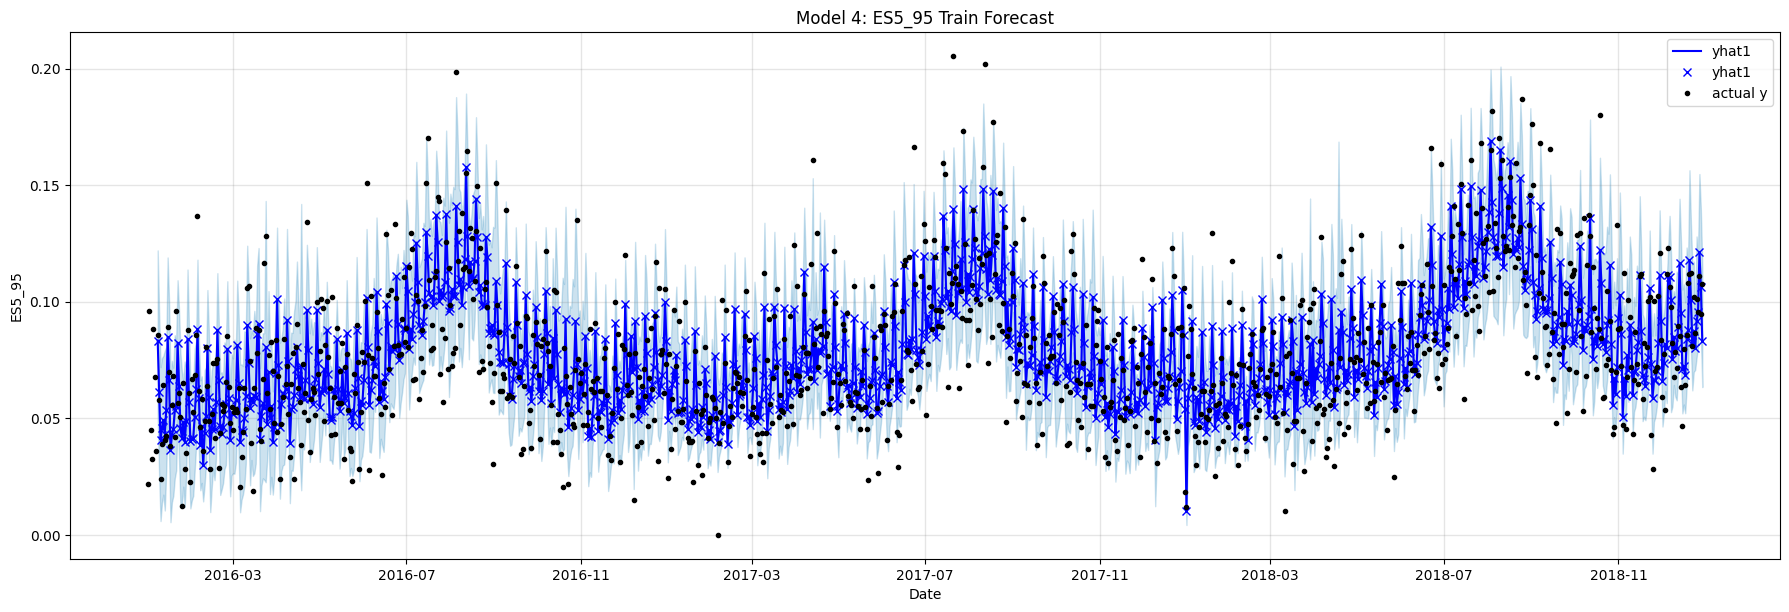 Model 4: ES5_95 Train Forecast
yhat1
yhat1
actual y
0.20
0.15
0.10
0.05
0.00
ES5_95
2016-03
2016-07
2016-11
2017-03
2017-07
2017-11
2018-03
2018-07
2018-11
Date